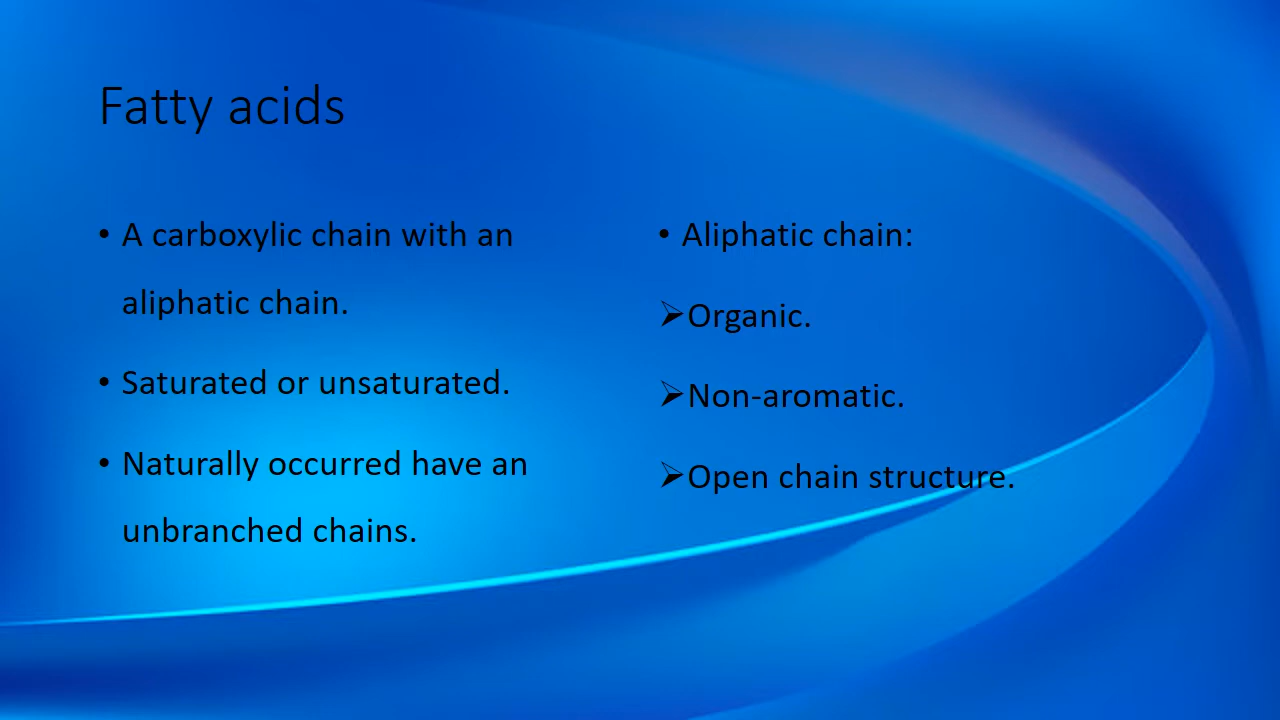 Fatty acids
• A carboxylic chain with an
aliphatic chain.
• Saturated or unsaturated.
• Naturally occurred have an
unbranched chains.
• Aliphatic chain:
➢Organic.
➢Non-aromatic.
➢Open chain structure.